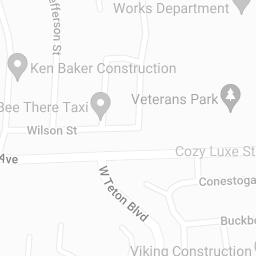 Works Department
efferson St
Ken Baker Construction
Bee There Taxi
Veterans Park
Wilson St
Ave
Cozy Luxe St
W Teton Blvd
Conestoga
Buckbo
Viking Construction